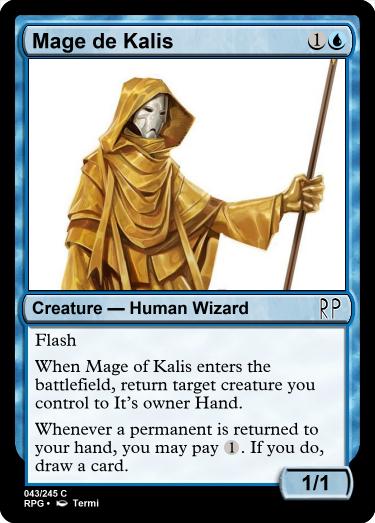 Mage de Kalis 1
Creature — Human Wizard RP
Flash
When Mage of Kalis enters the
battlefield, return target creature you
control to It's owner Hand.
Whenever a permanent is returned to
your hand, you may pay 1. If you do,
draw a card.
1/1
043/245 C
RPG • Termi